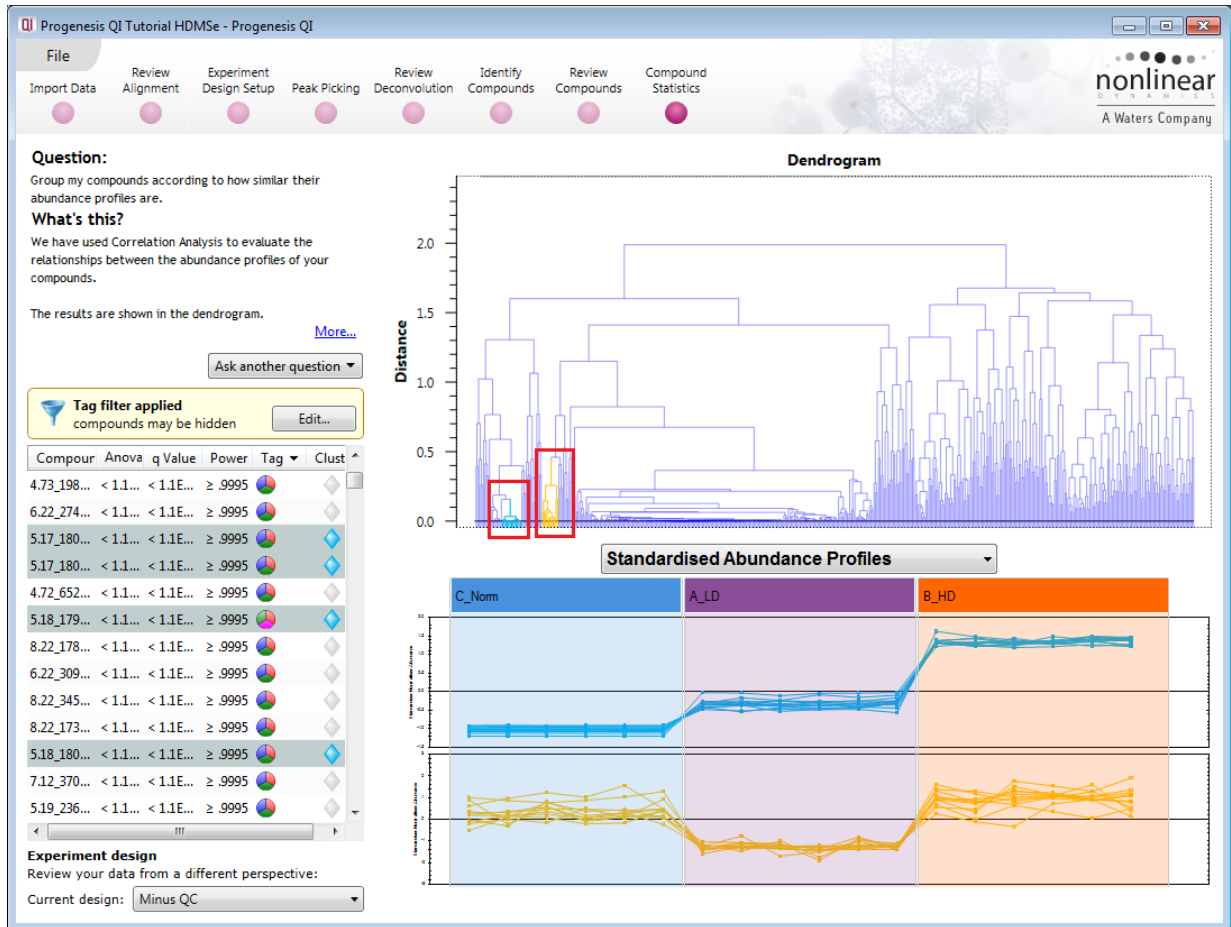 Progenesis QI Tutorial HDMSe - Progenesis QI
File
Import Data
Review Alignment
Experiment Design Setup
Peak Picking
Review Deconvolution
Identify Compounds
Review Compounds
Compound Statistics
nonlinear
DYNAMICS
A Waters Company
Question:
Group my compounds according to how similar their
abundance profiles are.
What's this?
We have used Correlation Analysis to evaluate the
relationships between the abundance profiles of your
compounds.
The results are shown in the dendrogram.
More...
Ask another question
Tag filter applied
compounds may be hidden
Edit...
Compour Anova q Value Power Tag Clust
4.73_198... < 1.1... < 1.1E... ≥ .9995
6.22_274... < 1.1... < 1.1E... ≥ .9995
5.17_180... < 1.1... < 1.1E... ≥ .9995
5.17_180... < 1.1... < 1.1E... ≥ .9995
4.72_652... < 1.1... < 1.1E... ≥ .9995
5.18_179... < 1.1... < 1.1E... ≥ .9995
8.22_178... < 1.1... < 1.1E... ≥ .9995
6.22_309... < 1.1... < 1.1E... ≥ .9995
8.22_345... < 1.1... < 1.1E... ≥ .9995
8.22_173... < 1.1... < 1.1E... ≥ .9995
5.18_180... < 1.1... < 1.1E... ≥ .9995
7.12_370... < 1.1... < 1.1E... ≥ .9995
5.19_236... < 1.1... < 1.1E... ≥ .9995
Experiment design
Review your data from a different perspective:
Current design: Minus QC
Dendrogram
Distance
2.0
1.5
1.0
0.5
0.0
Standardised Abundance Profiles
C_Norm
A_LD
B_HD